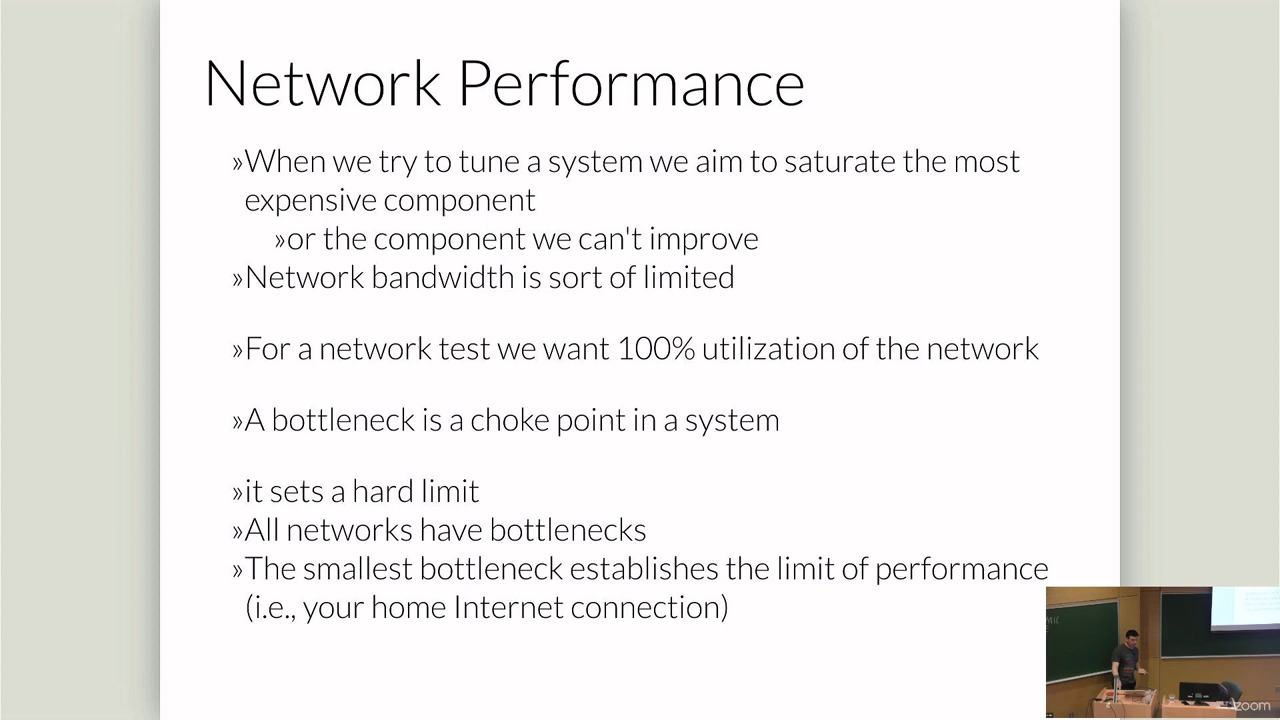 Network Performance
»When we try to tune a system we aim to saturate the most
expensive component
»or the component we can't improve
»Network bandwidth is sort of limited
»For a network test we want 100% utilization of the network
»A bottleneck is a choke point in a system
»it sets a hard limit
»All networks have bottlenecks
»The smallest bottleneck establishes the limit of performance
(i.e., your home Internet connection)
zoom